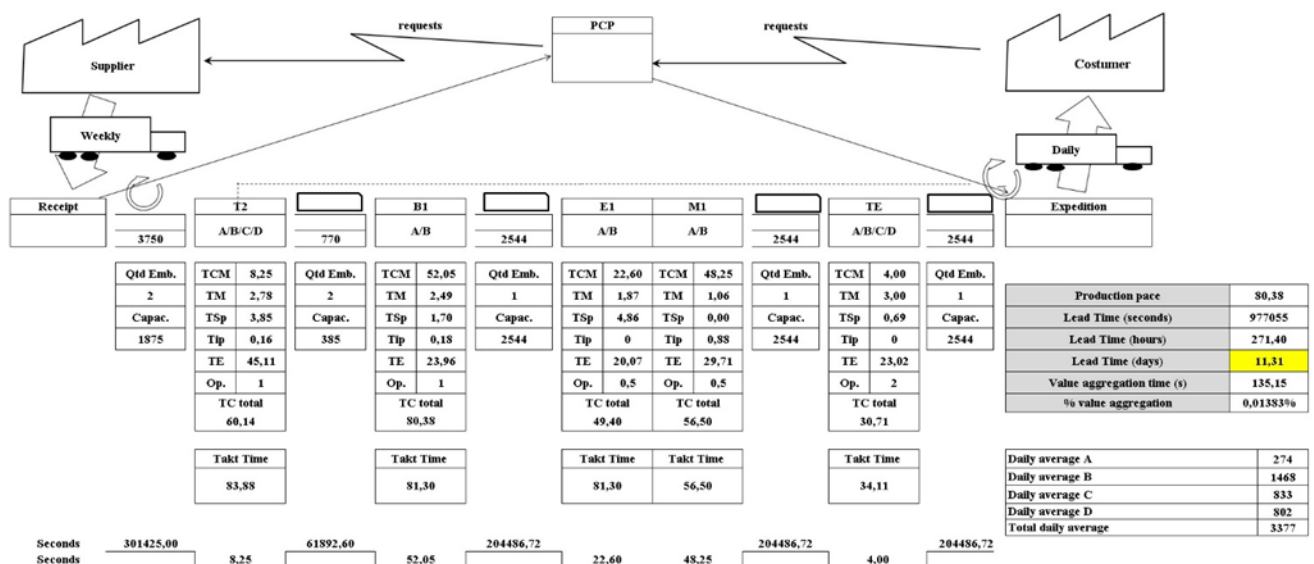 requests PCP requests
Supplier Costumer
Weekly Daily
Receipt T2 B1 E1 M1 TE Expedition
A/B/C/D A/B A/B A/B A/B/C/D
3750 770 2544 2544 2544
Qtd Emb. TCM 8,25 Qtd Emb. TCM 52,05 Qtd Emb. TCM 22,60 TCM 48,25 Qtd Emb. TCM 4,00 Qtd Emb.
2 TM 2,78 2 TM 2,49 1 TM 1,87 TM 1,06 1 TM 3,00 1
Capac. TSp 3,85 Capac. TSp 1,70 Capac. TSp 4,86 TSp 0,00 Capac. TSp 0,69 Capac.
1875 Tip 0,16 385 Tip 0,18 2544 Tip 0 Tip 0,88 2544 Tip 0 2544
TE 45,11 TE 23,96 TE 20,07 TE 29,71 TE 23,02
Op. 1 Op. 1 Op. 0,5 Op. 0,5 Op. 2
TC total TC total TC total TC total TC total
60,14 80,38 49,40 56,50 30,71
Takt Time Takt Time Takt Time Takt Time Takt Time
83,88 81,30 81,30 56,50 34,11
Production pace 80,38
Lead Time (seconds) 977055
Lead Time (hours) 271,40
Lead Time (days) 11,31
Value aggregation time (s) 135,15
% value aggregation 0,01383%
Daily average A 274
Daily average B 1468
Daily average C 833
Daily average D 802
Total daily average 3377
Seconds 301425,00 61892,60 204486,72 204486,72 204486,72
Seconds 8,25 52,05 22,60 48,25 4,00